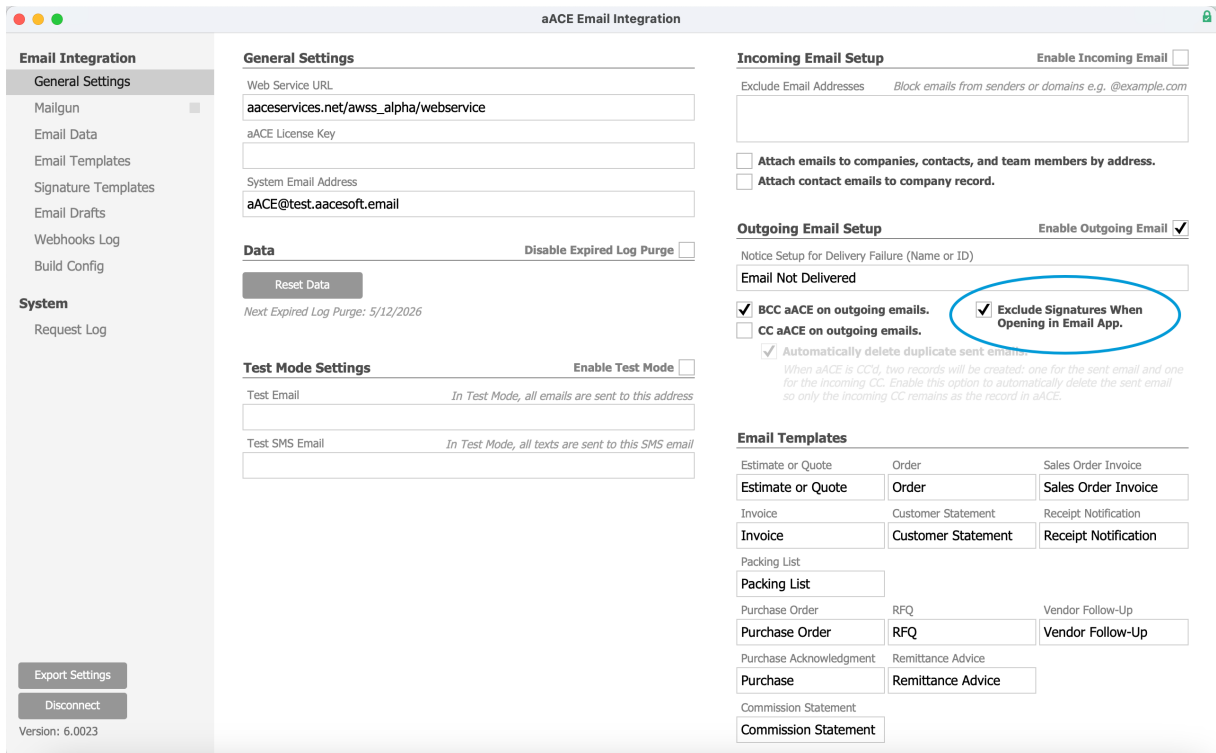 aACE Email Integration
Email Integration
General Settings
Mailgun
Email Data
Email Templates
Signature Templates
Email Drafts
Webhooks Log
Build Config
System
Request Log
Export Settings
Disconnect
Version: 6.0023
General Settings
Web Service URL
aaceservices.net/awss_alpha/webservice
aACE License Key
System Email Address
aACE@test.aacesoft.email
Data
Disable Expired Log Purge
Reset Data
Next Expired Log Purge: 5/12/2026
Test Mode Settings
Enable Test Mode
Test Email
In Test Mode, all emails are sent to this address
Test SMS Email
In Test Mode, all texts are sent to this SMS email
Incoming Email Setup
Enable Incoming Email
Exclude Email Addresses
Block emails from senders or domains e.g. @example.com
Attach emails to companies, contacts, and team members by address.
Attach contact emails to company record.
Outgoing Email Setup
Enable Outgoing Email
Notice Setup for Delivery Failure (Name or ID)
Email Not Delivered
BCC aACE on outgoing emails.
CC aACE on outgoing emails.
Exclude Signatures When
Opening in Email App.
Automatically delete duplicate sent emails.
When aACE is CC'd, two records will be created: one for the sent email and one
for the incoming CC. Enable this option to automatically delete the sent email
so only the incoming CC remains as the record in aACE.
Email Templates
Estimate or Quote
Order
Sales Order Invoice
Estimate or Quote
Order
Sales Order Invoice
Invoice
Customer Statement
Receipt Notification
Invoice
Customer Statement
Receipt Notification
Packing List
Packing List
Purchase Order
RFQ
Vendor Follow-Up
Purchase Order
RFQ
Vendor Follow-Up
Purchase Acknowledgment
Remittance Advice
Purchase
Remittance Advice
Commission Statement
Commission Statement